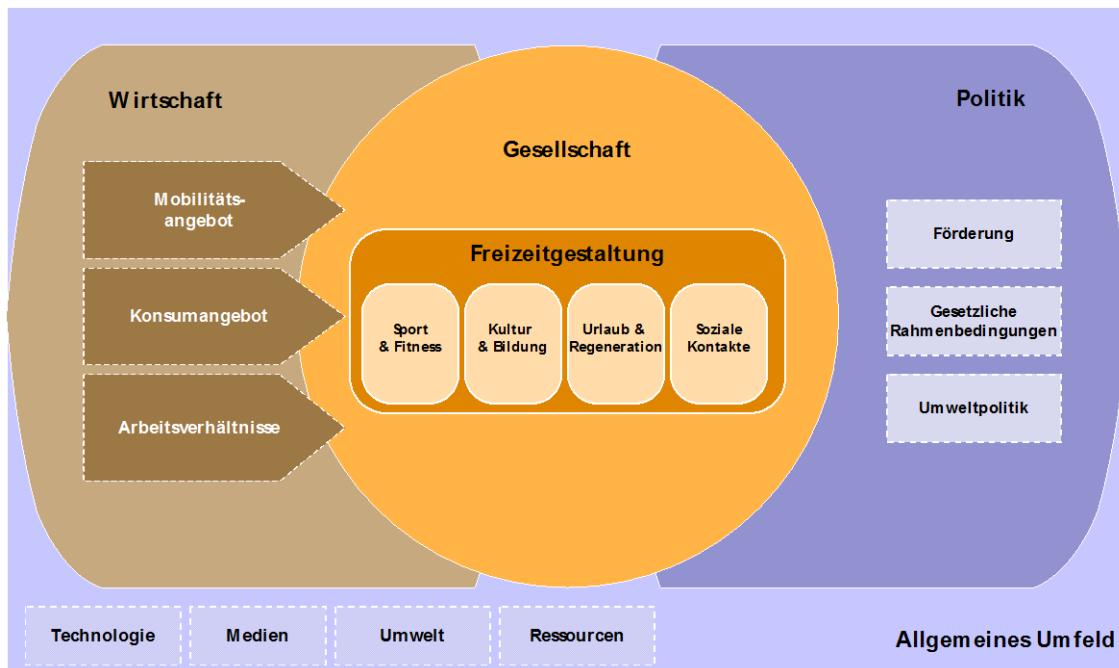 Wirtschaft
Politik
Gesellschaft
Mobilitäts-
angebot
Konsumangebot
Arbeitsverhältnisse
Freizeitgestaltung
Sport
& Fitness
Kultur
& Bildung
Urlaub &
Regeneration
Soziale
Kontakte
Förderung
Gesetzliche
Rahmenbedingungen
Umweltpolitik
Technologie
Medien
Umwelt
Ressourcen
Allgemeines Umfeld